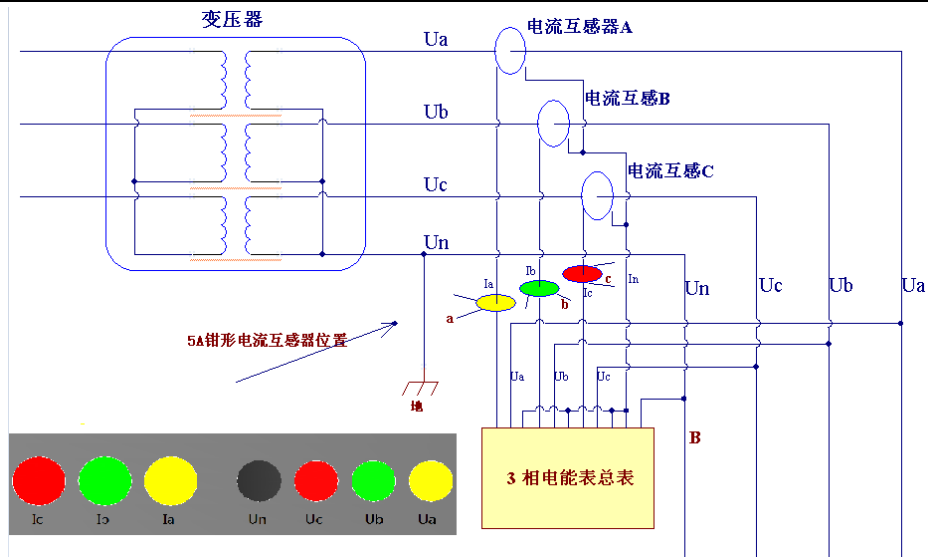 变压器
Ua
电流互感器A
Ub
电流互感B
Uc
电流互感C
Un
Ia
Ib
Ic
c
b
a
In
Un
Uc
Ub
Ua
5A钳形电流互感器位置
Ua
Ub
Uc
地
B
3 相电能表总表
Ic
Ib
Ia
Un
Uc
Ub
Ua